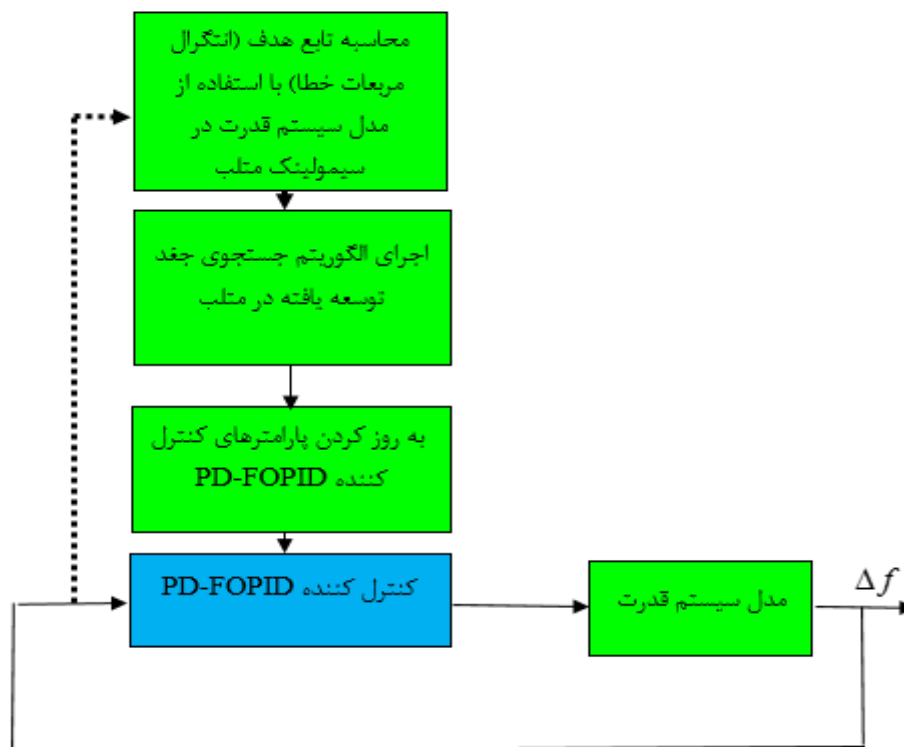 محاسبه تابع هدف (انتگرال
مربعات خطا) با استفاده از
مدل سیستم قدرت در
سیمولینک متلب
اجرای الگوریتم جستجوی جغد
توسعه یافته در متلب
به روز کردن پارامترهای کنترل
کننده PD-FOPID
کنترل کننده PD-FOPID
مدل سیستم قدرت
Δf